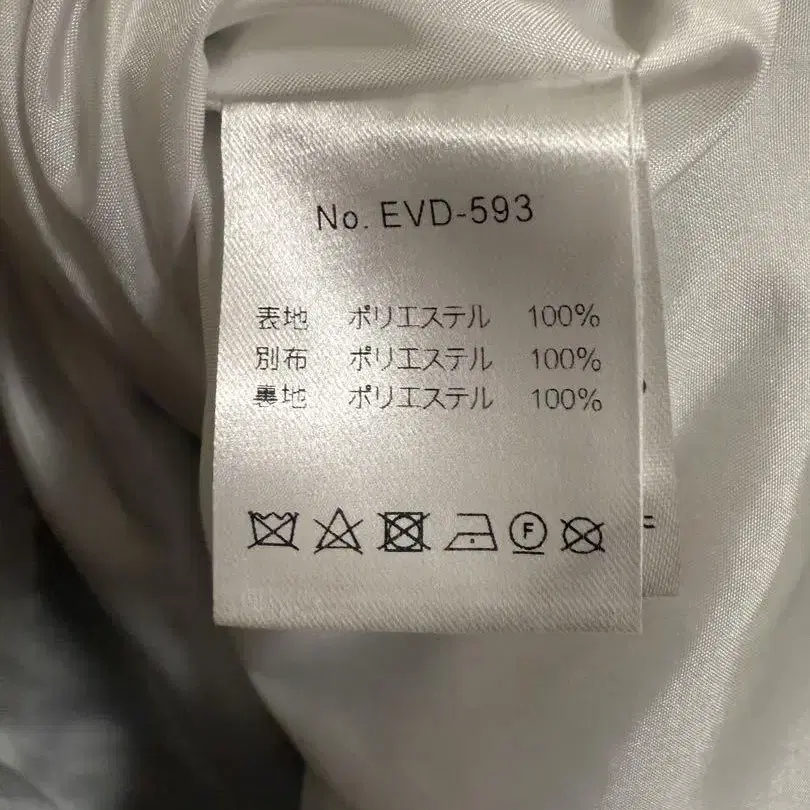 No. EVD-593
表地 ポリエステル 100%
別布 ポリエステル 100%
裏地 ポリエステル 100%
F